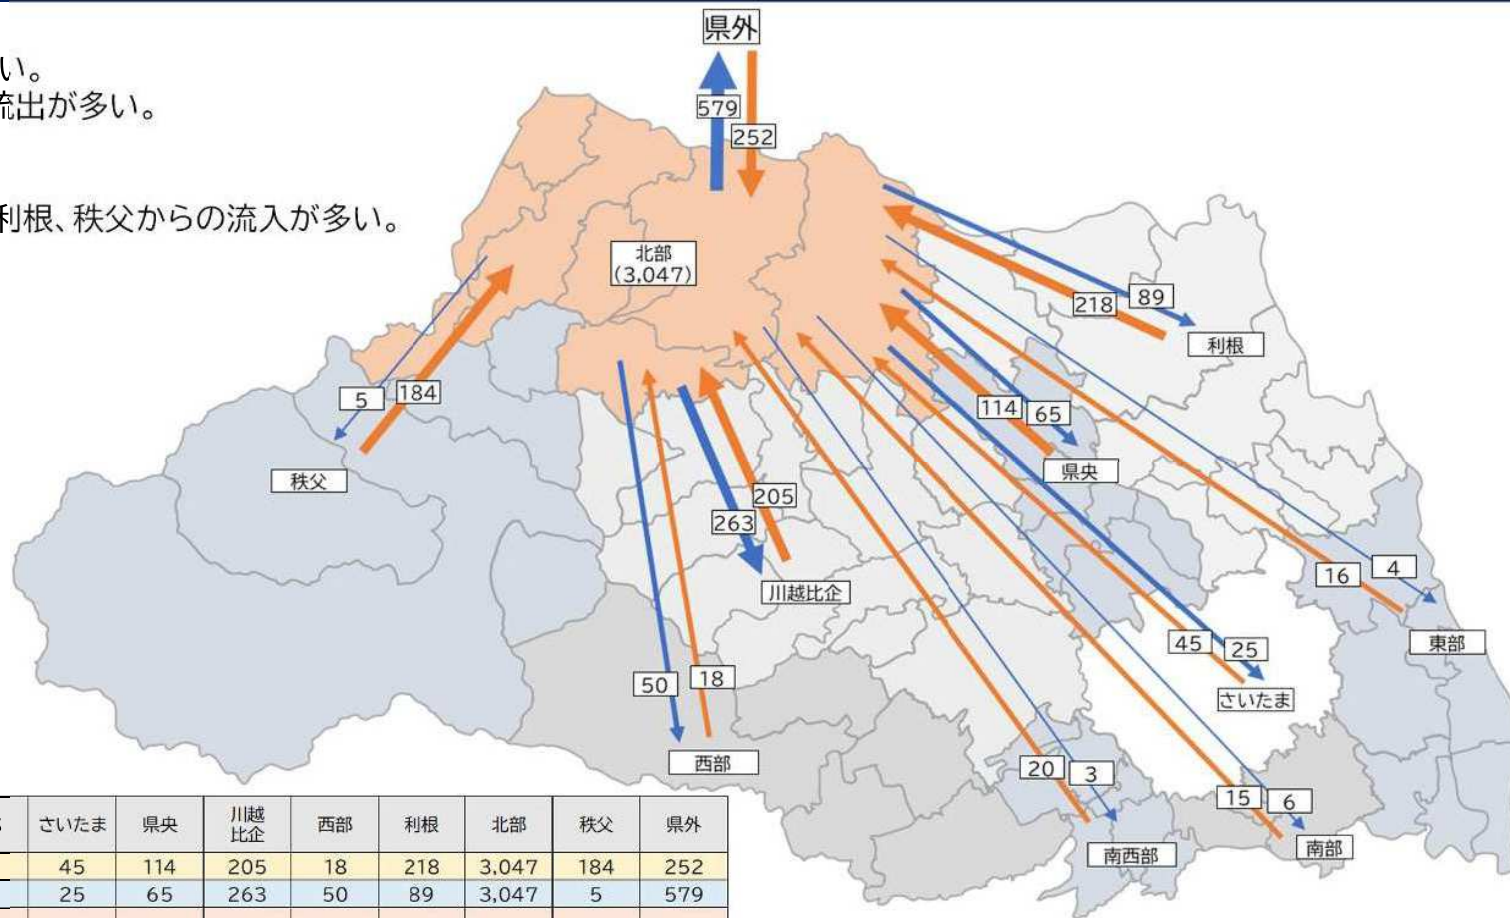 県外
い。
流出が多い。
579
252
利根、秩父からの流入が多い。
北部
(3,047)
218
89
利根
5
184
114
65
県央
秩父
205
263
川越比企
16
4
東部
45
25
さいたま
50
18
西部
20
3
南西部
15
6
南部
さいたま 県央 川越比企 西部 利根 北部 秩父 県外
45 114 205 18 218 3,047 184 252
25 65 263 50 89 3,047 5 579